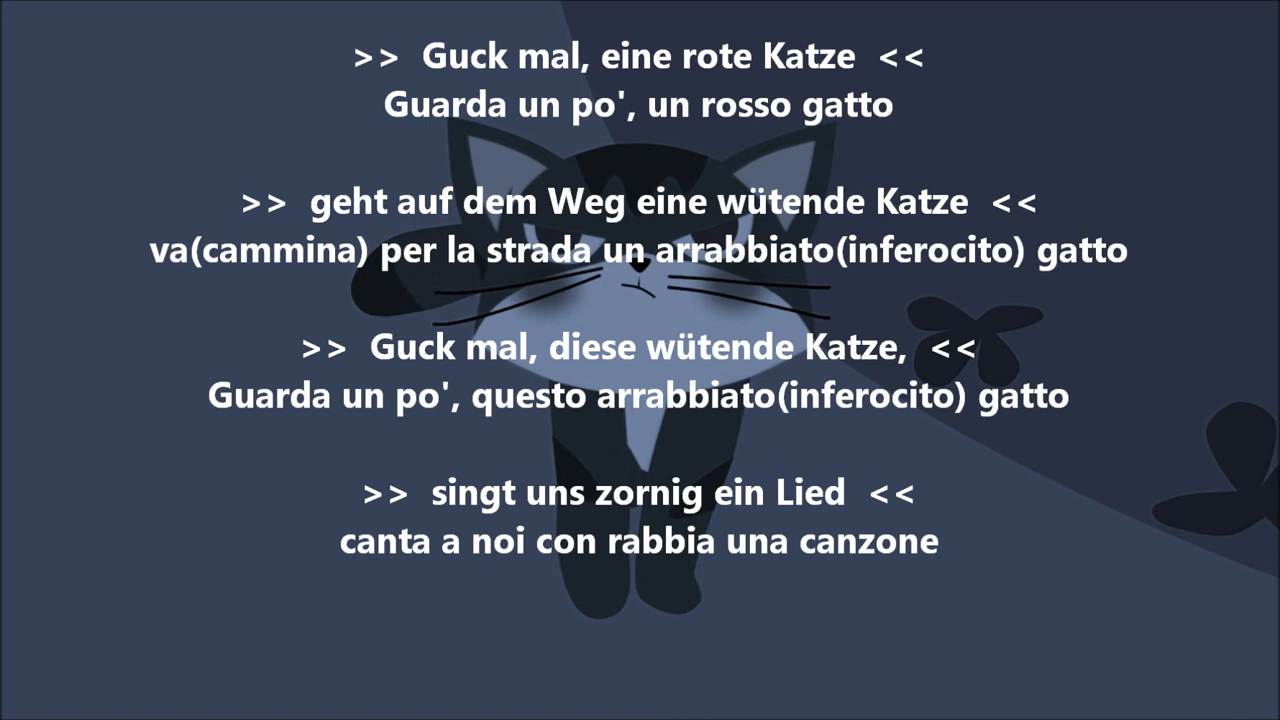 >> Guck mal, eine rote Katze <<
Guarda un po', un rosso gatto
>> geht auf dem Weg eine wütende Katze <<
va(cammina) per la strada un arrabbiato(inferocito) gatto
>> Guck mal, diese wütende Katze, <<
Guarda un po', questo arrabbiato(inferocito) gatto
>> singt uns zornig ein Lied <<
canta a noi con rabbia una canzone